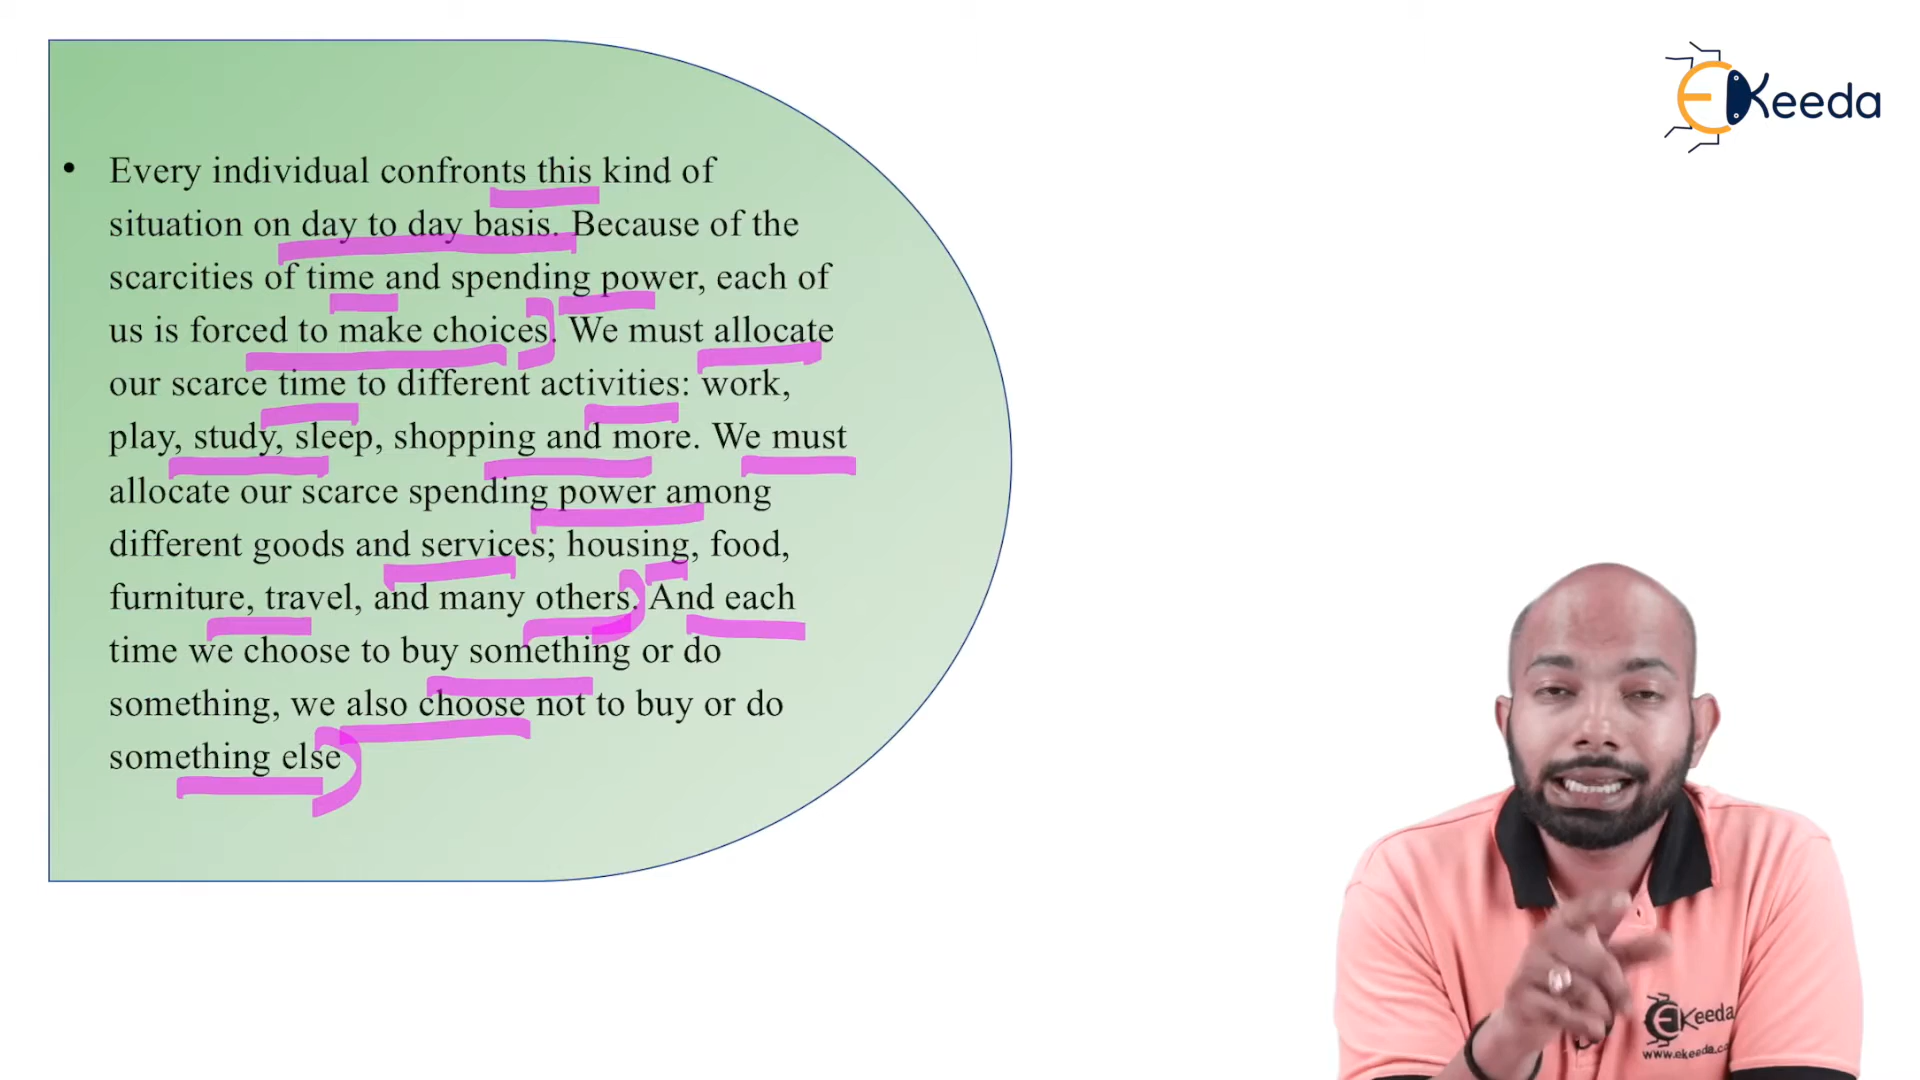 • Every individual confronts this kind of
situation on day to day basis. Because of the
scarcities of time and spending power, each of
us is forced to make choices. We must allocate
our scarce time to different activities: work,
play, study, sleep, shopping and more. We must
allocate our scarce spending power among
different goods and services; housing, food,
furniture, travel, and many others. And each
time we choose to buy something or do
something, we also choose not to buy or do
something else
EKeeda
EKeeda